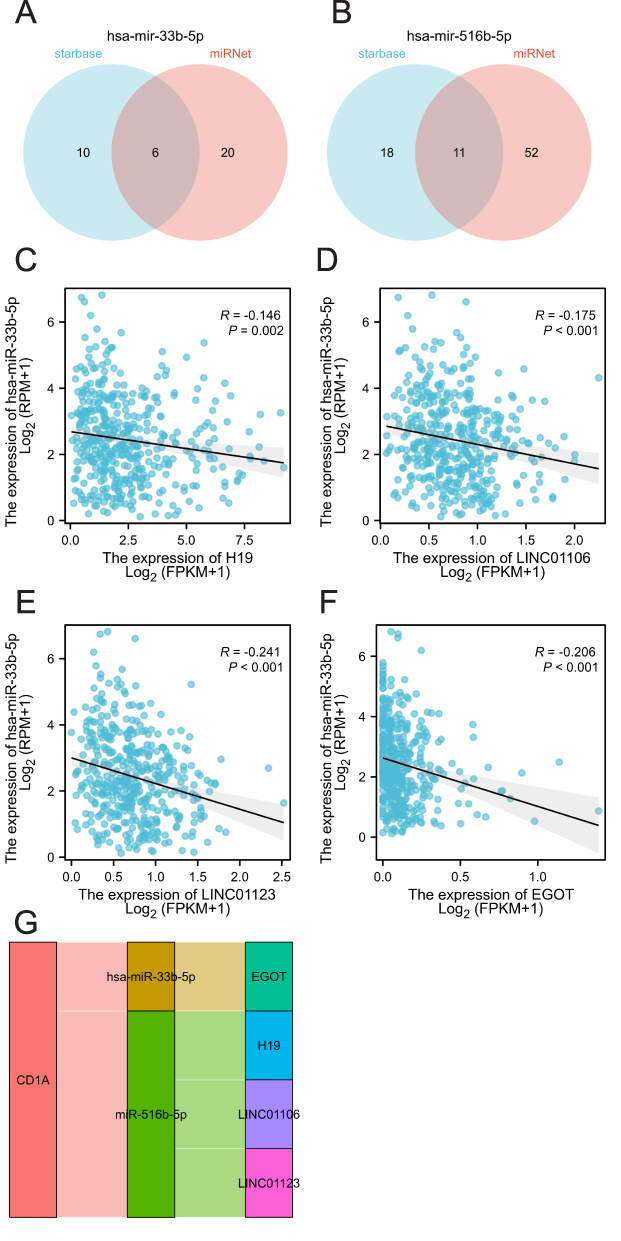 A
hsa-mir-33b-5p
starbase
miRNet
10
6
20
B
hsa-mir-516b-5p
starbase
miRNet
18
11
52
C
The expression of hsa-miR-33b-5p
Log2 (RPM+1)
R = -0.146
P = 0.002
6
4
2
0
0.0
2.5
5.0
7.5
The expression of H19
Log2 (FPKM+1)
D
The expression of hsa-miR-33b-5p
Log2 (RPM+1)
R = -0.175
P < 0.001
6
4
2
0
0.0
0.5
1.0
1.5
2.0
The expression of LINC01106
Log2 (FPKM+1)
E
The expression of hsa-miR-33b-5p
Log2 (RPM+1)
R = -0.241
P < 0.001
6
4
2
0
0.0
0.5
1.0
1.5
2.0
2.5
The expression of LINC01123
Log2 (FPKM+1)
F
The expression of hsa-miR-33b-5p
Log2 (RPM+1)
R = -0.206
P < 0.001
6
4
2
0
0.0
0.5
1.0
The expression of EGOT
Log2 (FPKM+1)
G
CD1A
hsa-miR-33b-5p
miR-516b-5p
EGOT
H19
LINC01106
LINC01123